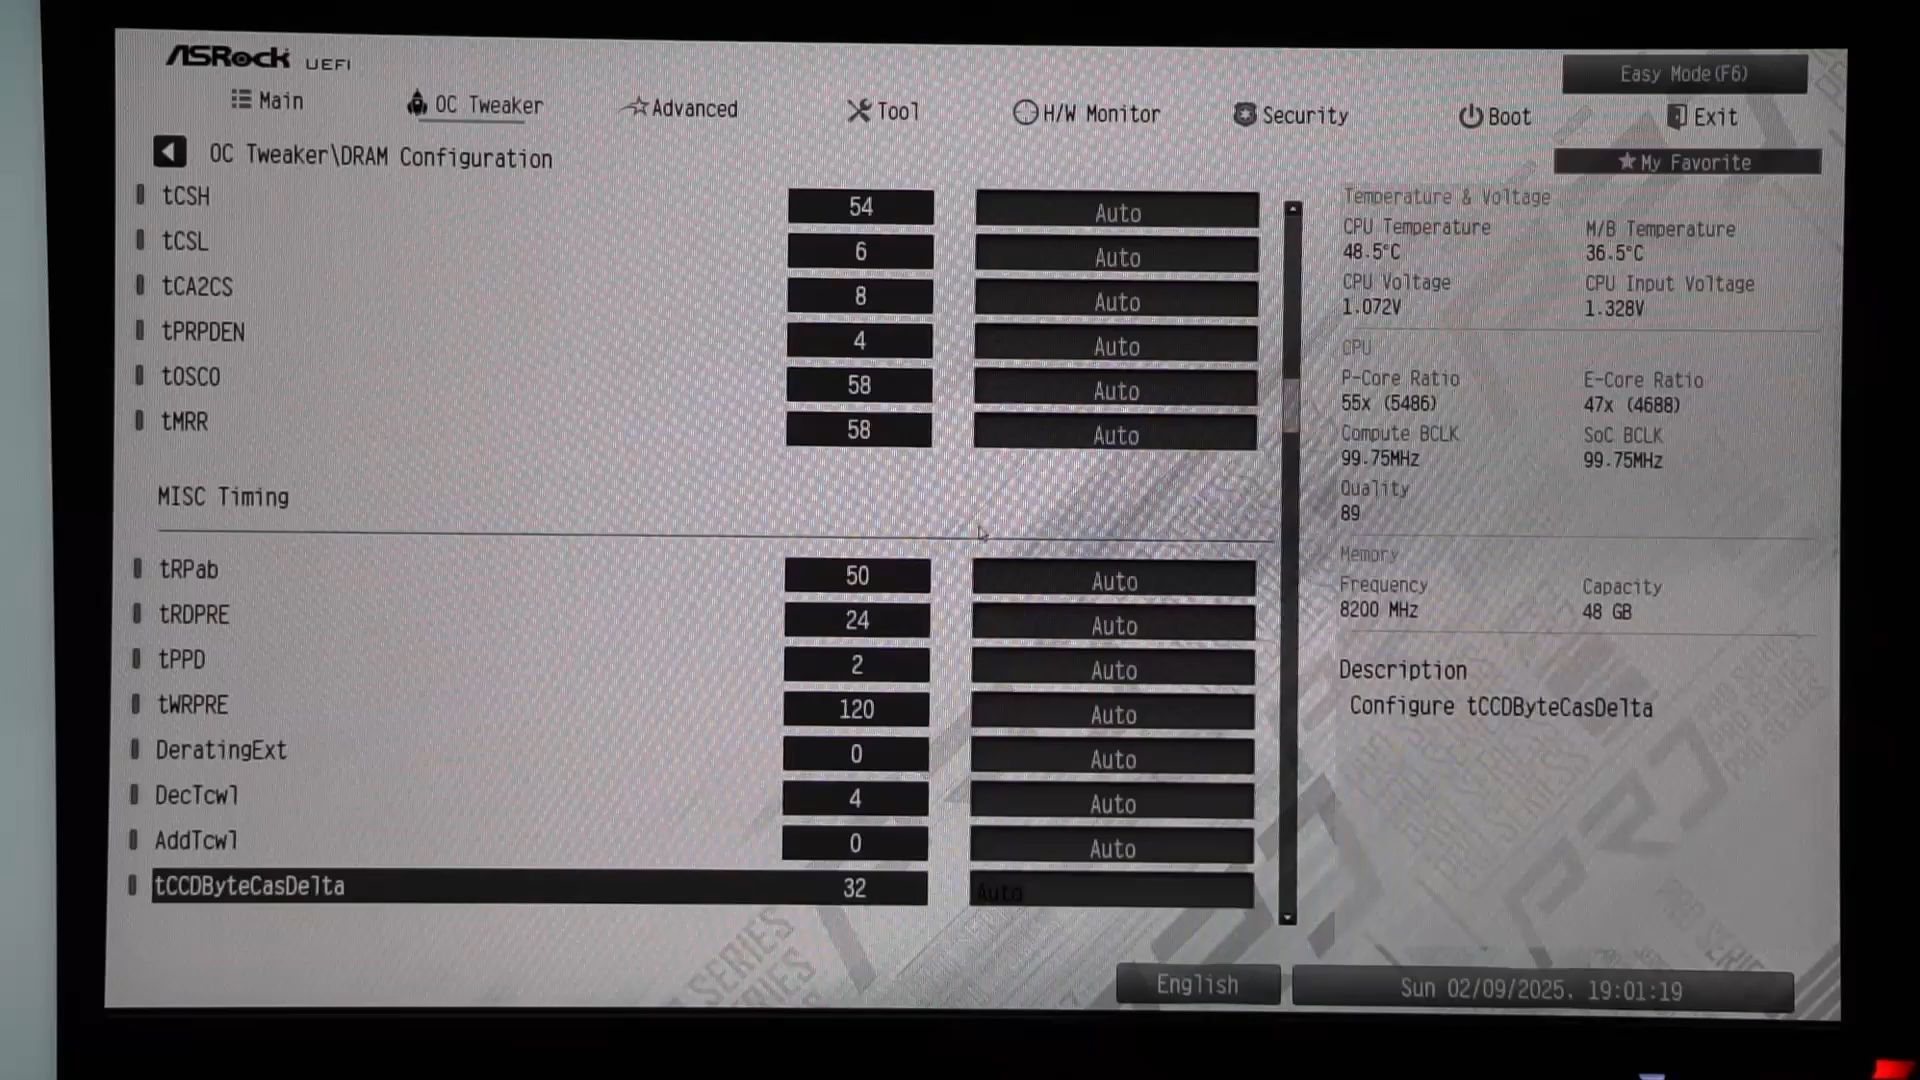 ASRock UEFI
Easy Mode(F6)
Main
OC Tweaker
Advanced
Tool
H/W Monitor
Security
Boot
Exit
OC Tweaker\DRAM Configuration
My Favorite
tCSH 54 Auto
tCSL 6 Auto
tCA2CS 8 Auto
tPRPDEN 4 Auto
tOSCO 58 Auto
tMRR 58 Auto
MISC Timing
tRPab 50 Auto
tRDPRE 24 Auto
tPPD 2 Auto
tWRPRE 120 Auto
DeratingExt 0 Auto
DecTcwl 4 Auto
AddTcwl 0 Auto
tCCDByteCasDelta 32 Auto
Temperature & Voltage
CPU Temperature M/B Temperature
48.5°C 36.5°C
CPU Voltage CPU Input Voltage
1.072V 1.328V
CPU
P-Core Ratio E-Core Ratio
55x (5486) 47x (4688)
Compute BCLK SoC BCLK
99.75MHz 99.75MHz
Quality
89
Memory
Frequency Capacity
8200 MHz 48 GB
Description
Configure tCCDByteCasDelta
English
Sun 02/09/2025. 19:01:19